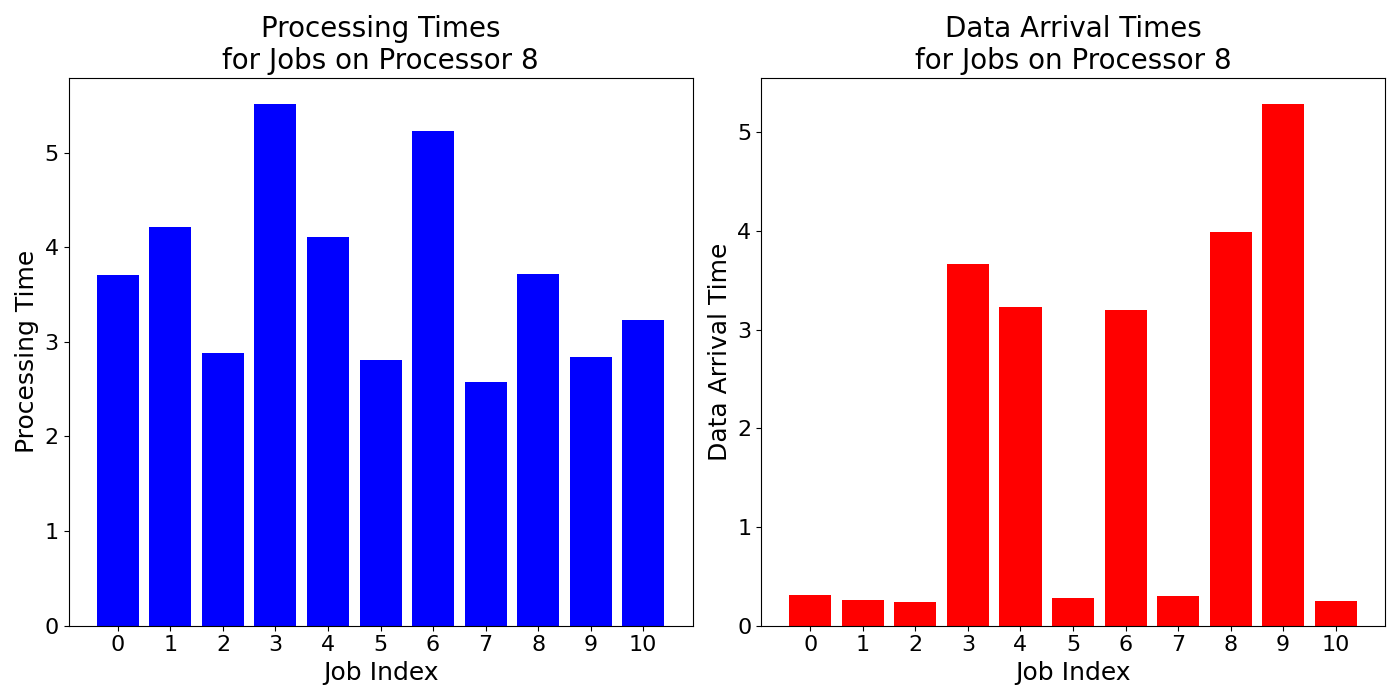 Processing Times
for Jobs on Processor 8
Processing Time
5
4
3
2
1
0
0 1 2 3 4 5 6 7 8 9 10
Job Index
Data Arrival Times
for Jobs on Processor 8
Data Arrival Time
5
4
3
2
1
0
0 1 2 3 4 5 6 7 8 9 10
Job Index